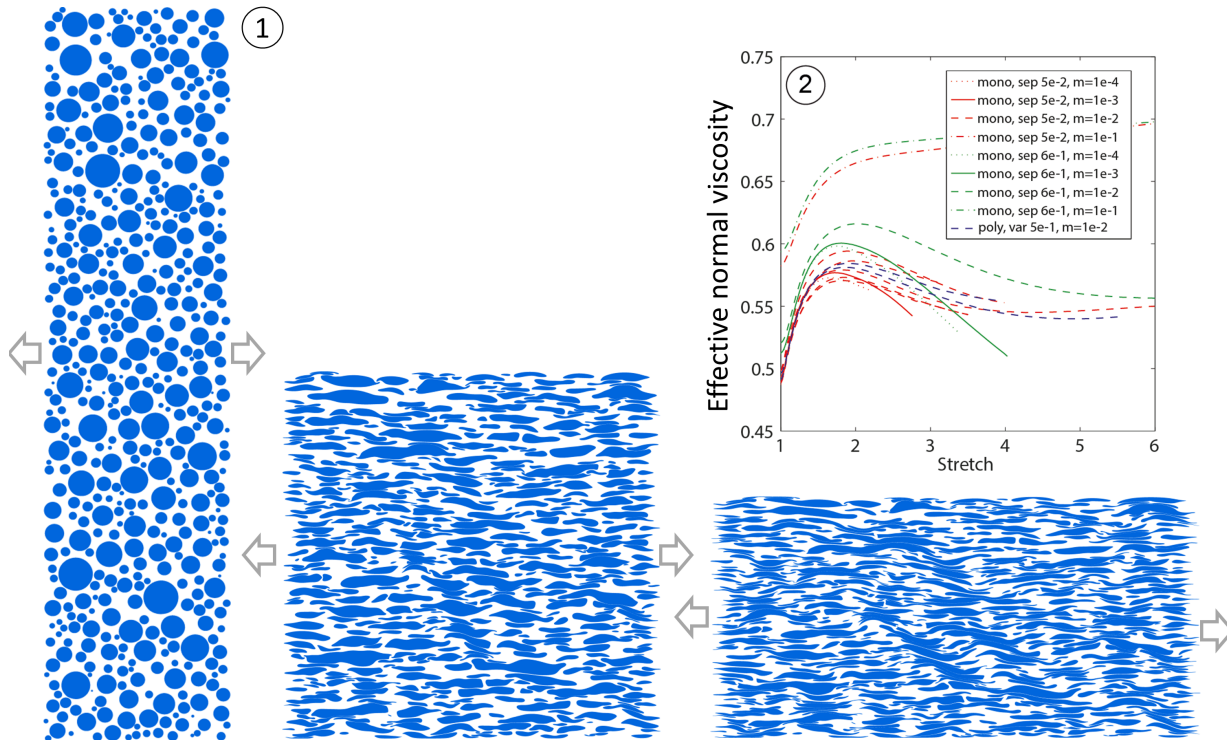 1
2
0.75
0.7
0.65
0.6
0.55
0.5
0.45
Effective normal viscosity
mono, sep 5e-2, m=1e-4
mono, sep 5e-2, m=1e-3
mono, sep 5e-2, m=1e-2
mono, sep 5e-2, m=1e-1
mono, sep 6e-1, m=1e-4
mono, sep 6e-1, m=1e-3
mono, sep 6e-1, m=1e-2
mono, sep 6e-1, m=1e-1
poly, var 5e-1, m=1e-2
1 2 3 4 5 6
Stretch